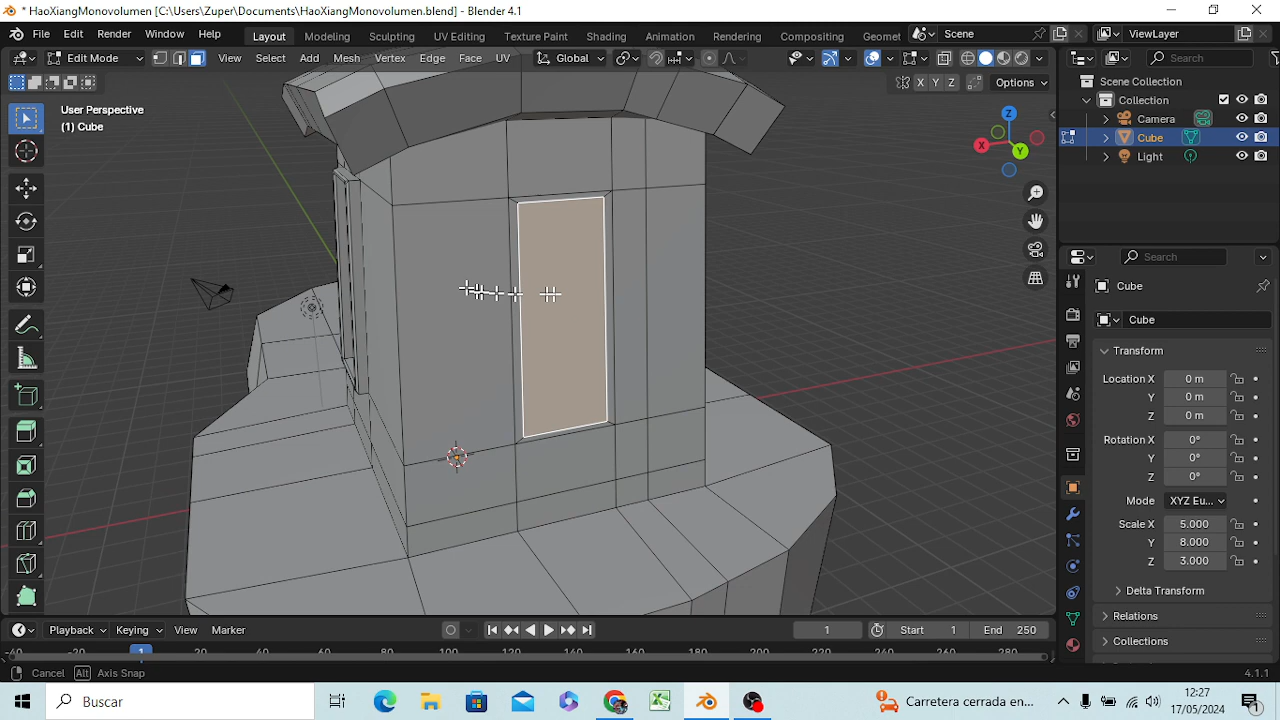 * HaoXiangMonovolumen [C:\Users\Zuper\Documents\HaoXiangMonovolumen.blend] - Blender 4.1
File Edit Render Window Help Layout Modeling Sculpting UV Editing Texture Paint Shading Animation Rendering Compositing Geomet Scene ViewLayer
Edit Mode View Select Add Mesh Vertex Edge Face UV Global Search
X Y Z Options
User Perspective
(1) Cube
Z
X
Y
Scene Collection
Collection
Camera
Cube
Light
Search
Cube
Cube
Transform
Location X 0 m
Y 0 m
Z 0 m
Rotation X 0°
Y 0°
Z 0°
Mode XYZ Eu...
Scale X 5.000
Y 8.000
Z 3.000
Delta Transform
Relations
Collections
Playback Keying View Marker 1 Start 1 End 250
-40 -20 1 20 40 60 80 100 120 140 160 180 200 220 240 260 280
Cancel Alt Axis Snap 4.1.1
Buscar Carretera cerrada en... 12:27
17/05/2024
1